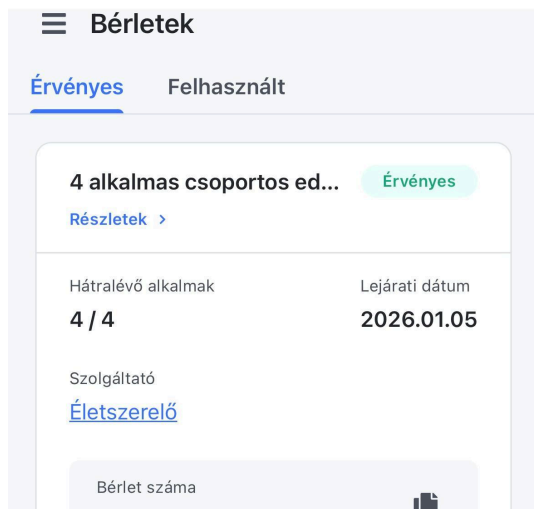 Bérletek
Érvényes
Felhasznált
4 alkalmas csoportos ed...
Érvényes
Részletek
Hátralévő alkalmak
Lejárati dátum
4 / 4
2026.01.05
Szolgáltató
Életszerelő
Bérlet száma